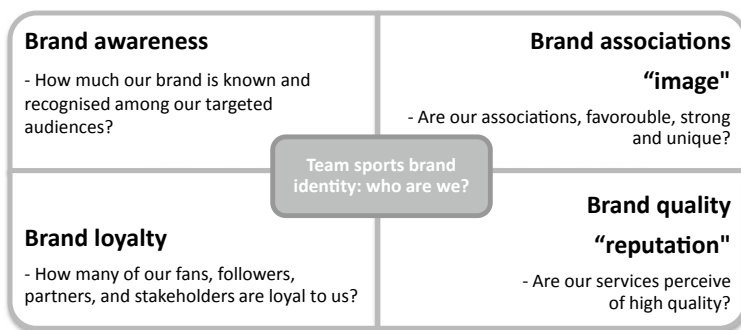 Brand awareness
- How much our brand is known and
recognised among our targeted
audiences?
Brand associations
“image"
- Are our associations, favorouble, strong
and unique?
Team sports brand
identity: who are we?
Brand loyalty
- How many of our fans, followers,
partners, and stakeholders are loyal to us?
Brand quality
“reputation"
- Are our services perceive
of high quality?